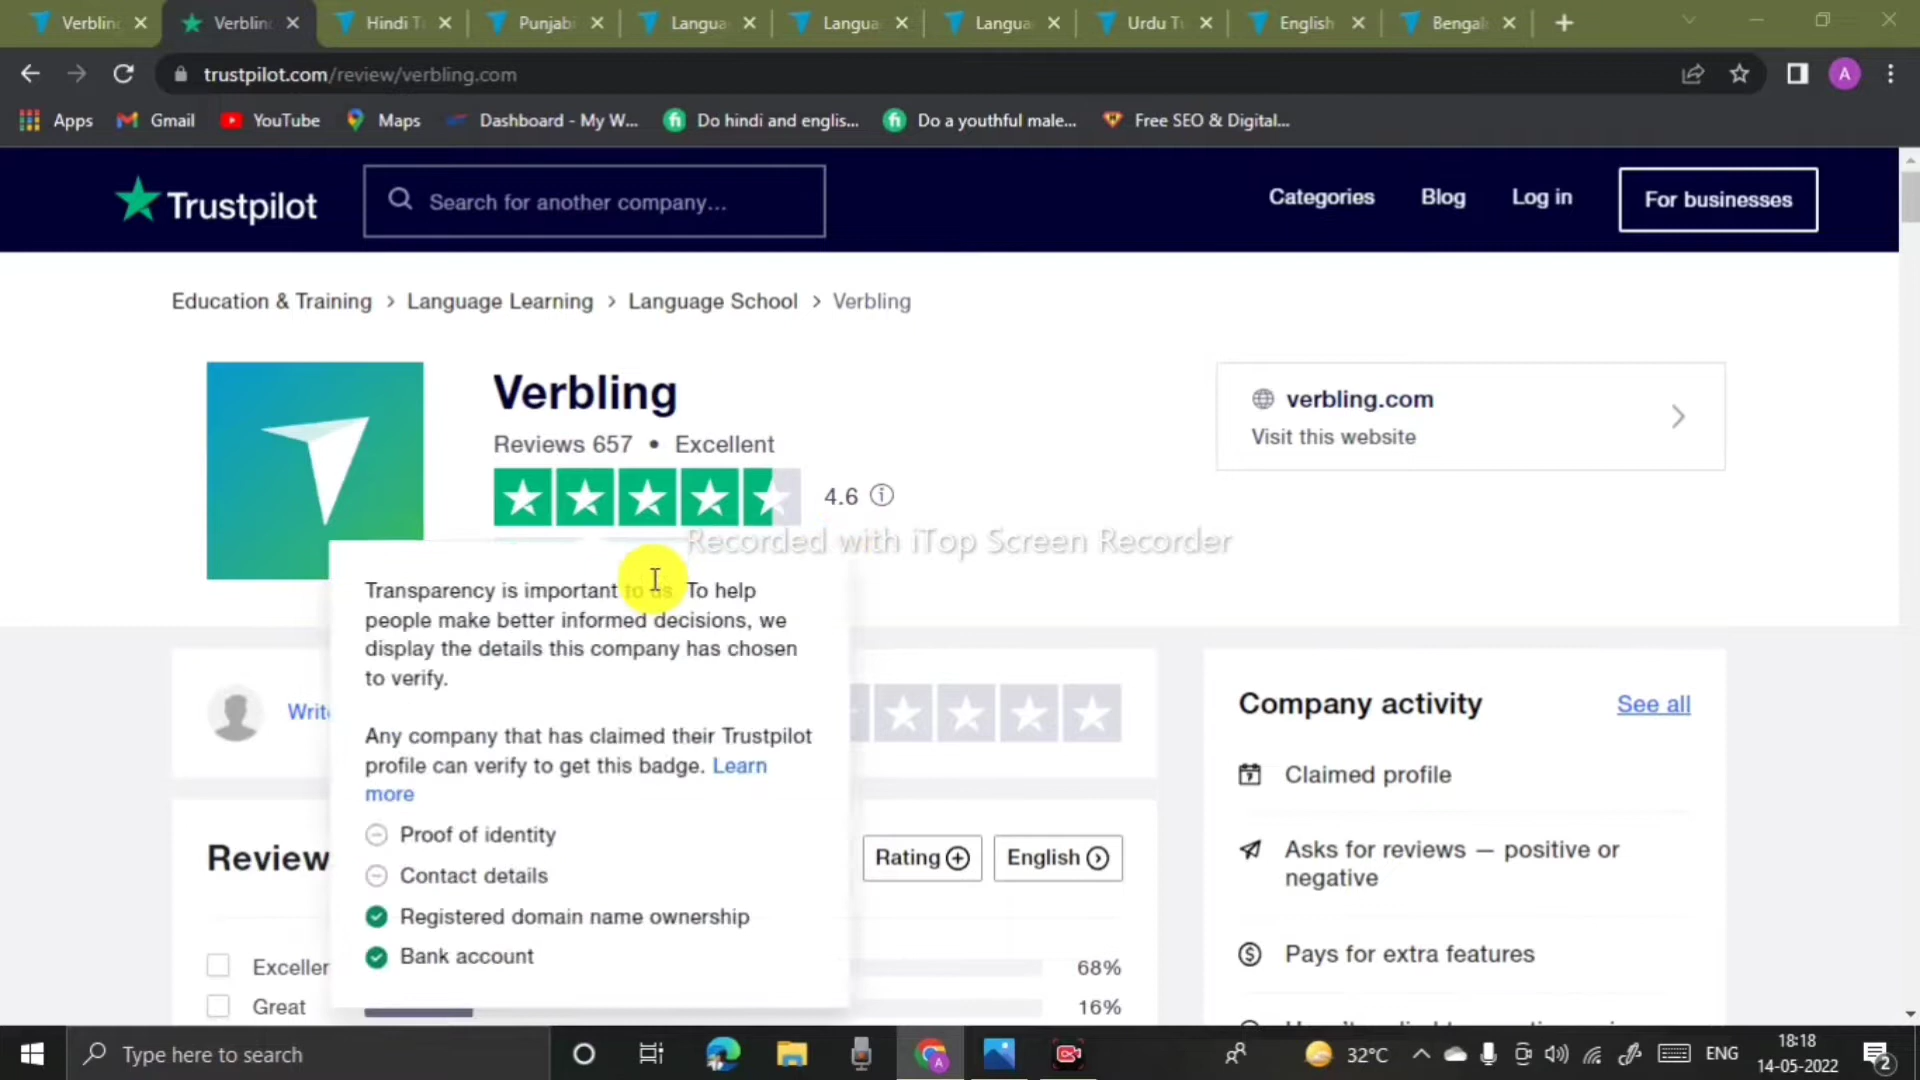 Verbling
Verbling
Hindi T
Punjabi
Langua
Langua
Langua
Urdu T
English
Bengal
trustpilot.com/review/verbling.com
A
Apps
Gmail
YouTube
Maps
Dashboard - My W...
Do hindi and englis...
Do a youthful male...
Free SEO & Digital...
Trustpilot
Search for another company...
Categories
Blog
Log in
For businesses
Education & Training > Language Learning > Language School > Verbling
Verbling
Reviews 657 • Excellent
4.6
verbling.com
Visit this website
Recorded with iTop Screen Recorder
Transparency is important to us. To help
people make better informed decisions, we
display the details this company has chosen
to verify.
Any company that has claimed their Trustpilot
profile can verify to get this badge. Learn
more
Proof of identity
Contact details
Registered domain name ownership
Bank account
Write
Review
Rating
English
Excellen
68%
Great
16%
Company activity
See all
Claimed profile
Asks for reviews — positive or
negative
Pays for extra features
Type here to search
A
32°C
ENG
18:18
14-05-2022
2